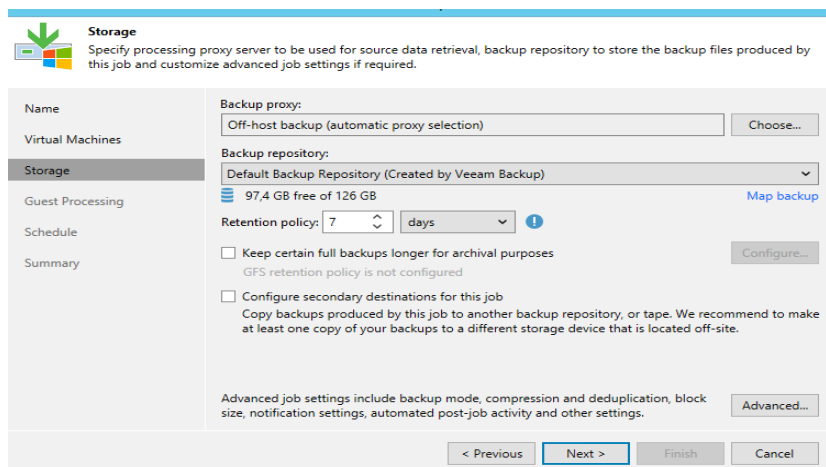 Storage
Specify processing proxy server to be used for source data retrieval, backup repository to store the backup files produced by
this job and customize advanced job settings if required.
Name
Virtual Machines
Storage
Guest Processing
Schedule
Summary
Backup proxy:
Off-host backup (automatic proxy selection)
Choose...
Backup repository:
Default Backup Repository (Created by Veeam Backup)
97,4 GB free of 126 GB
Map backup
Retention policy: 7 days
Keep certain full backups longer for archival purposes
Configure...
GFS retention policy is not configured
Configure secondary destinations for this job
Copy backups produced by this job to another backup repository, or tape. We recommend to make
at least one copy of your backups to a different storage device that is located off-site.
Advanced job settings include backup mode, compression and deduplication, block
size, notification settings, automated post-job activity and other settings.
Advanced...
< Previous
Next >
Finish
Cancel